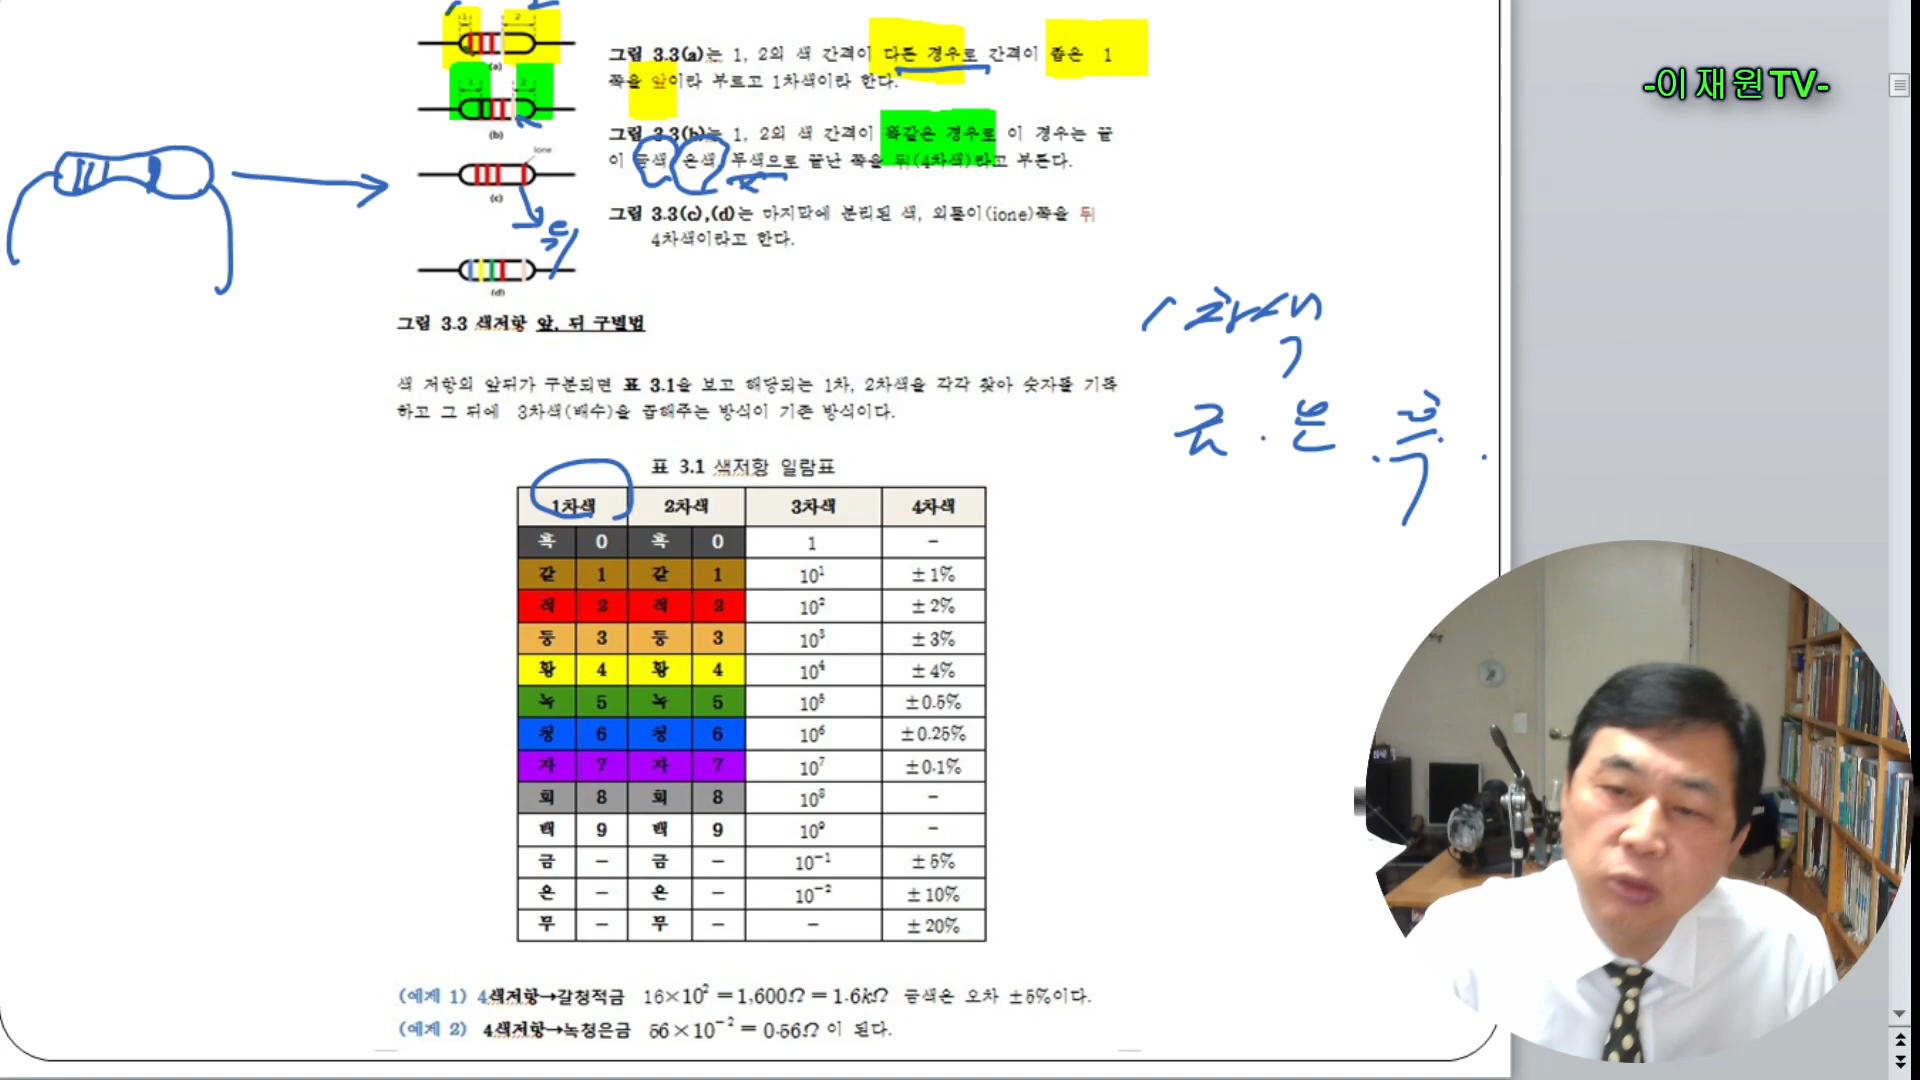 1 2
-이재원TV-
(a)
그림 3.3(a)는 1, 2의 색 간격이 다른 경우로 간격이 좁은 1
쪽을 앞이라 부르고 1차색이라 한다.
1 2
(b)
그림 3.3(b)는 1, 2의 색 간격이 똑같은 경우로 이 경우는 끝
이 금색, 은색, 무색으로 끝난 쪽을 뒤(4차색)라고 부른다.
ione
(c)
그림 3.3(c),(d)는 마지막에 분리된 색, 외톨이(ione)쪽을 뒤
4차색이라고 한다.
뒤
(d)
1차색
그림 3.3 색저항 앞, 뒤 구별법
색 저항의 앞뒤가 구분되면 표 3.1을 보고 해당되는 1차, 2차색을 각각 찾아 숫자를 기록
하고 그 뒤에 3차색(배수)을 곱해주는 방식이 기존 방식이다.
금. 은. 흑.
표 3.1 색저항 일람표
1차색 2차색 3차색 4차색
흑 0 흑 0 1 -
갈 1 갈 1 10¹ ±1%
적 2 적 2 10² ±2%
등 3 등 3 10³ ±3%
황 4 황 4 10⁴ ±4%
녹 5 녹 5 10⁵ ±0.5%
청 6 청 6 10⁶ ±0.25%
자 7 자 7 10⁷ ±0.1%
회 8 회 8 10⁸ -
백 9 백 9 10⁹ -
금 - 금 - 10⁻¹ ±5%
은 - 은 - 10⁻² ±10%
무 - 무 - - ±20%
(예제 1) 4색저항→갈청적금 16×10² = 1,600Ω = 1.6kΩ 금색은 오차 ±5%이다.
(예제 2) 4색저항→녹청은금 56×10⁻² = 0.56Ω 이 된다.